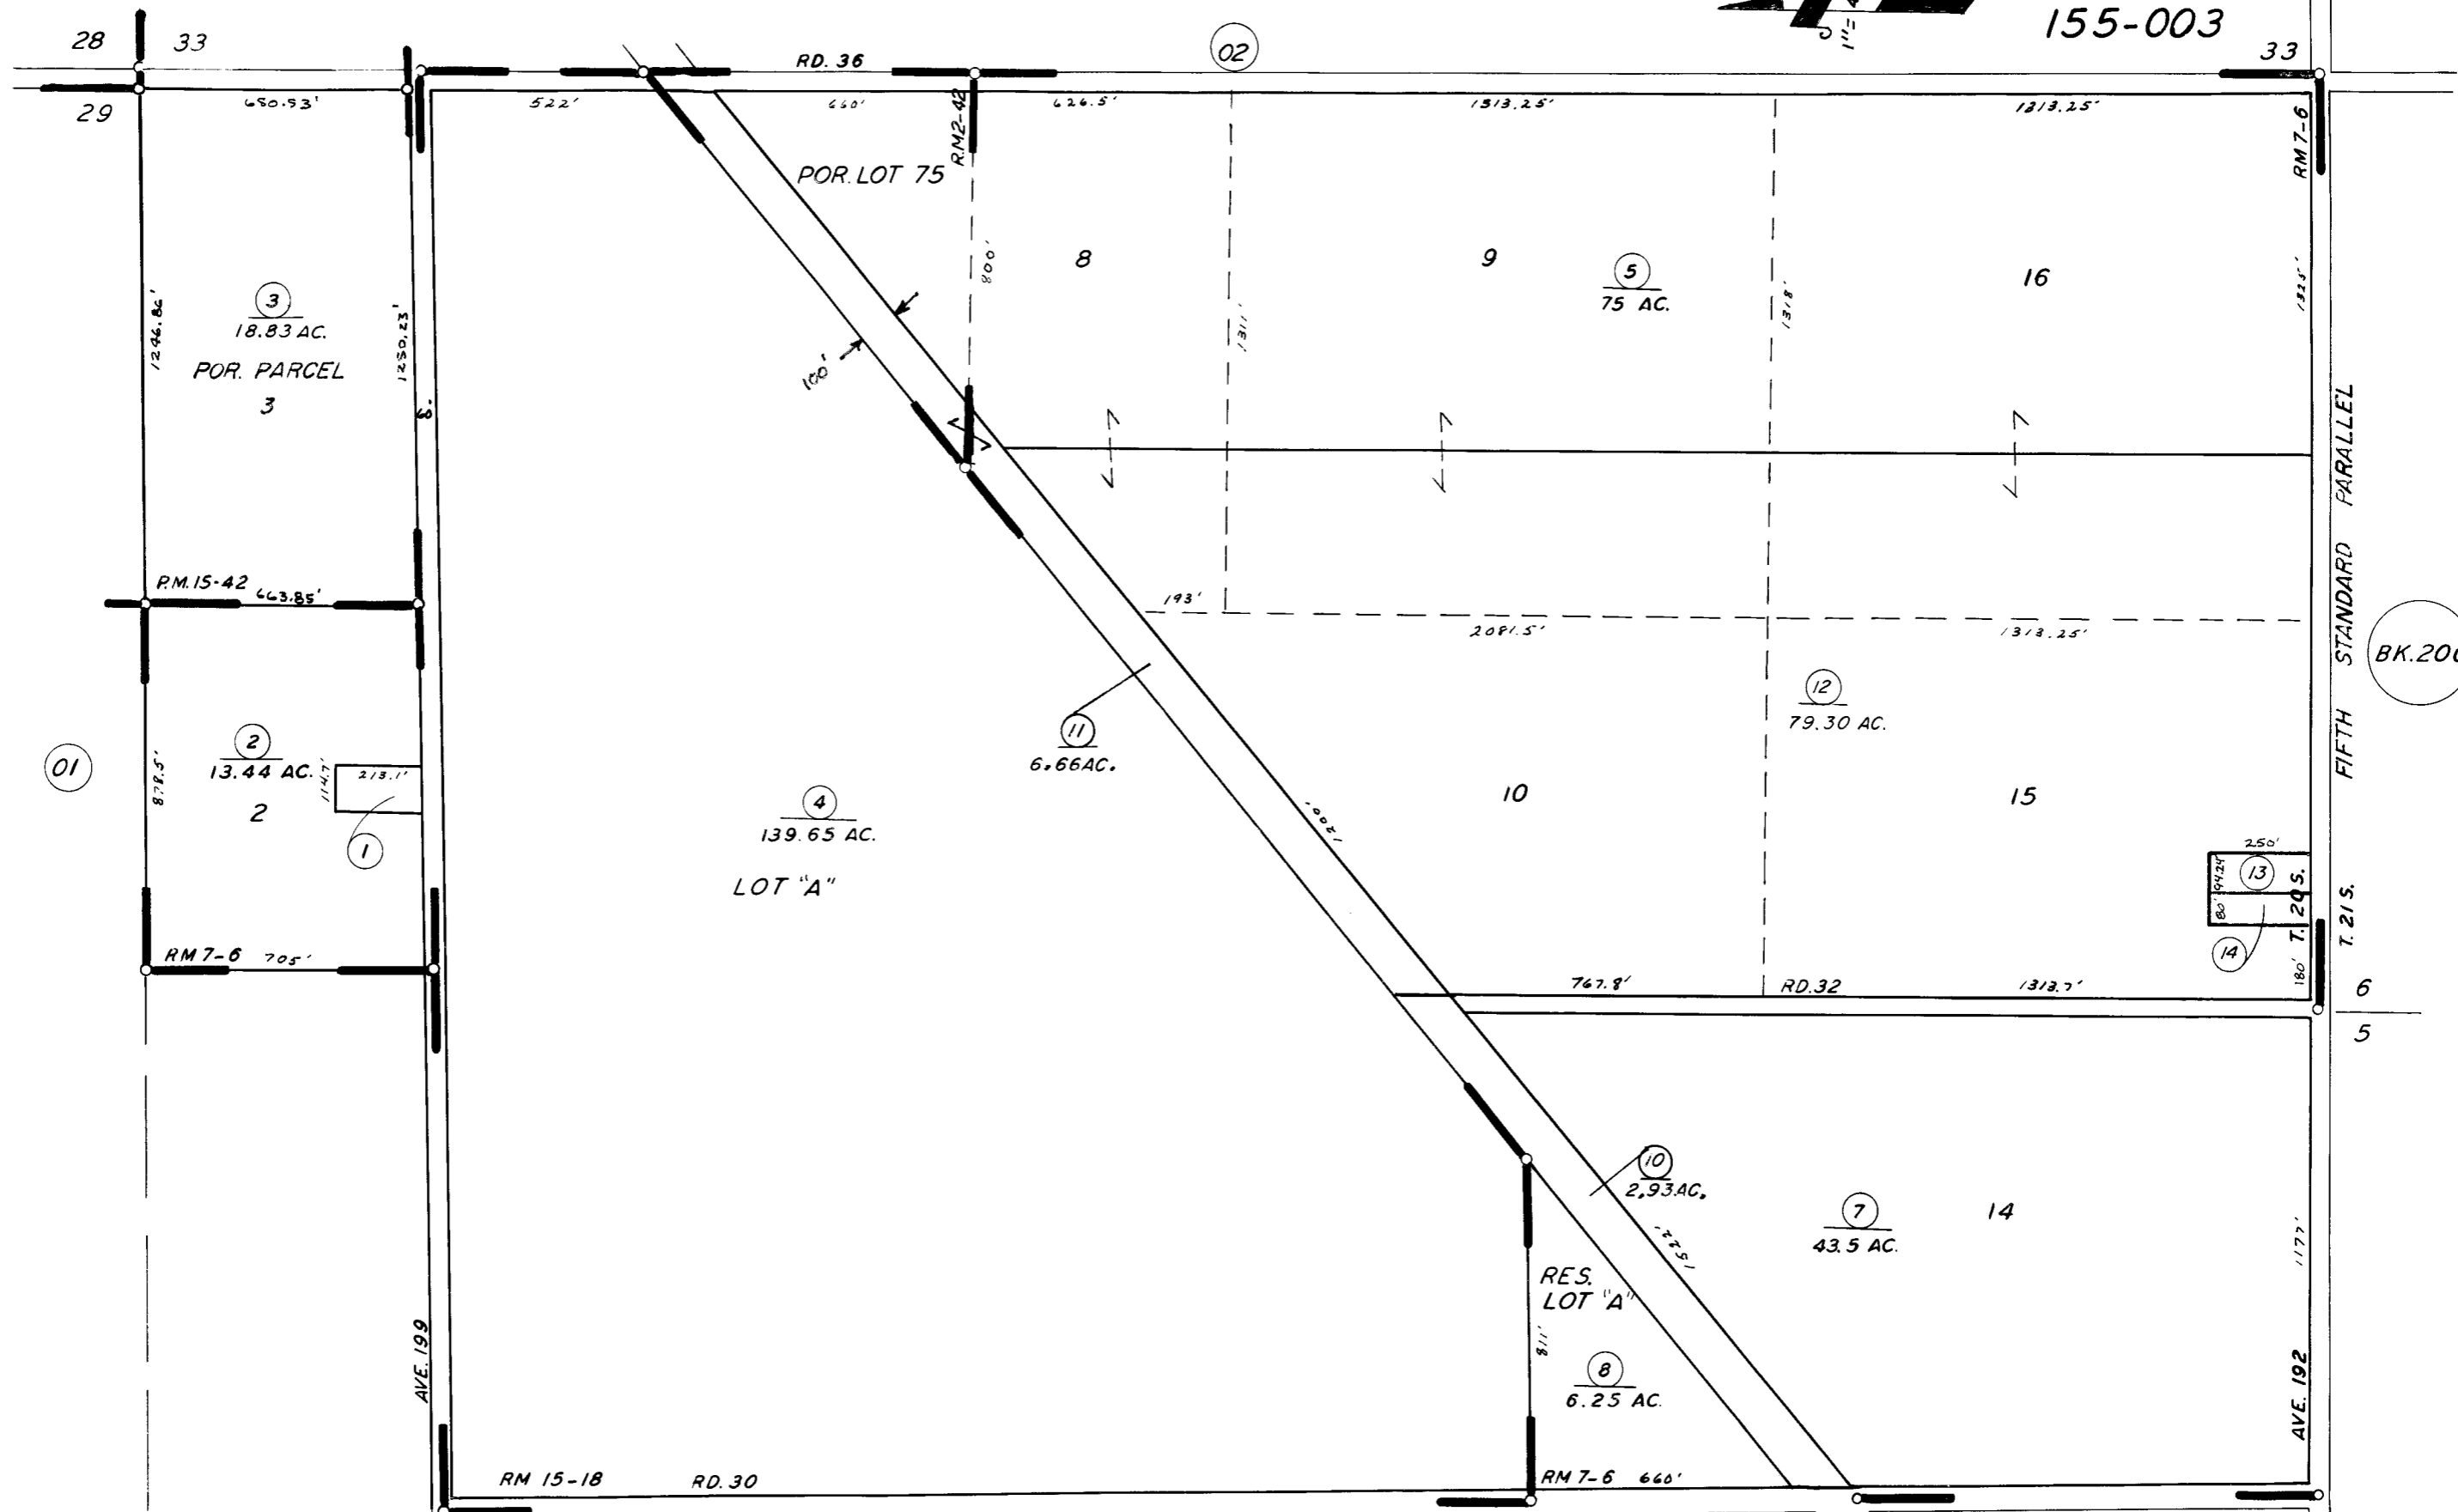 155-003
28
33
02
33
29
RD. 36
650.53'
522'
660'
626.5'
1313.25'
1313.25'
R.M2-42
RM 7-6
POR. LOT 75
800'
8
9
5
75 AC.
16
1311'
1318'
1325'
1246.86'
3
18.83 AC.
POR. PARCEL
3
1250.23'
60'
100'
FIFTH STANDARD PARALLEL
BK.200
P.M.15-42
663.85'
193'
2081.5'
1313.25'
12
79.30 AC.
11
6.66AC.
01
878.5'
2
13.44 AC.
2
114.7'
213.1'
1
4
139.65 AC.
LOT "A"
10
15
1200'
250'
94.24'
13
80'
14
T. 20 S.
T. 21 S.
180'
RM 7-6 705'
767.8'
RD.32
1313.7'
6
5
10
2.93AC.
7
43.5 AC.
14
1522'
1177'
RES.
LOT "A"
811'
8
6.25 AC.
AVE. 199
AVE. 192
RM 15-18
RD.30
RM 7-6 660'